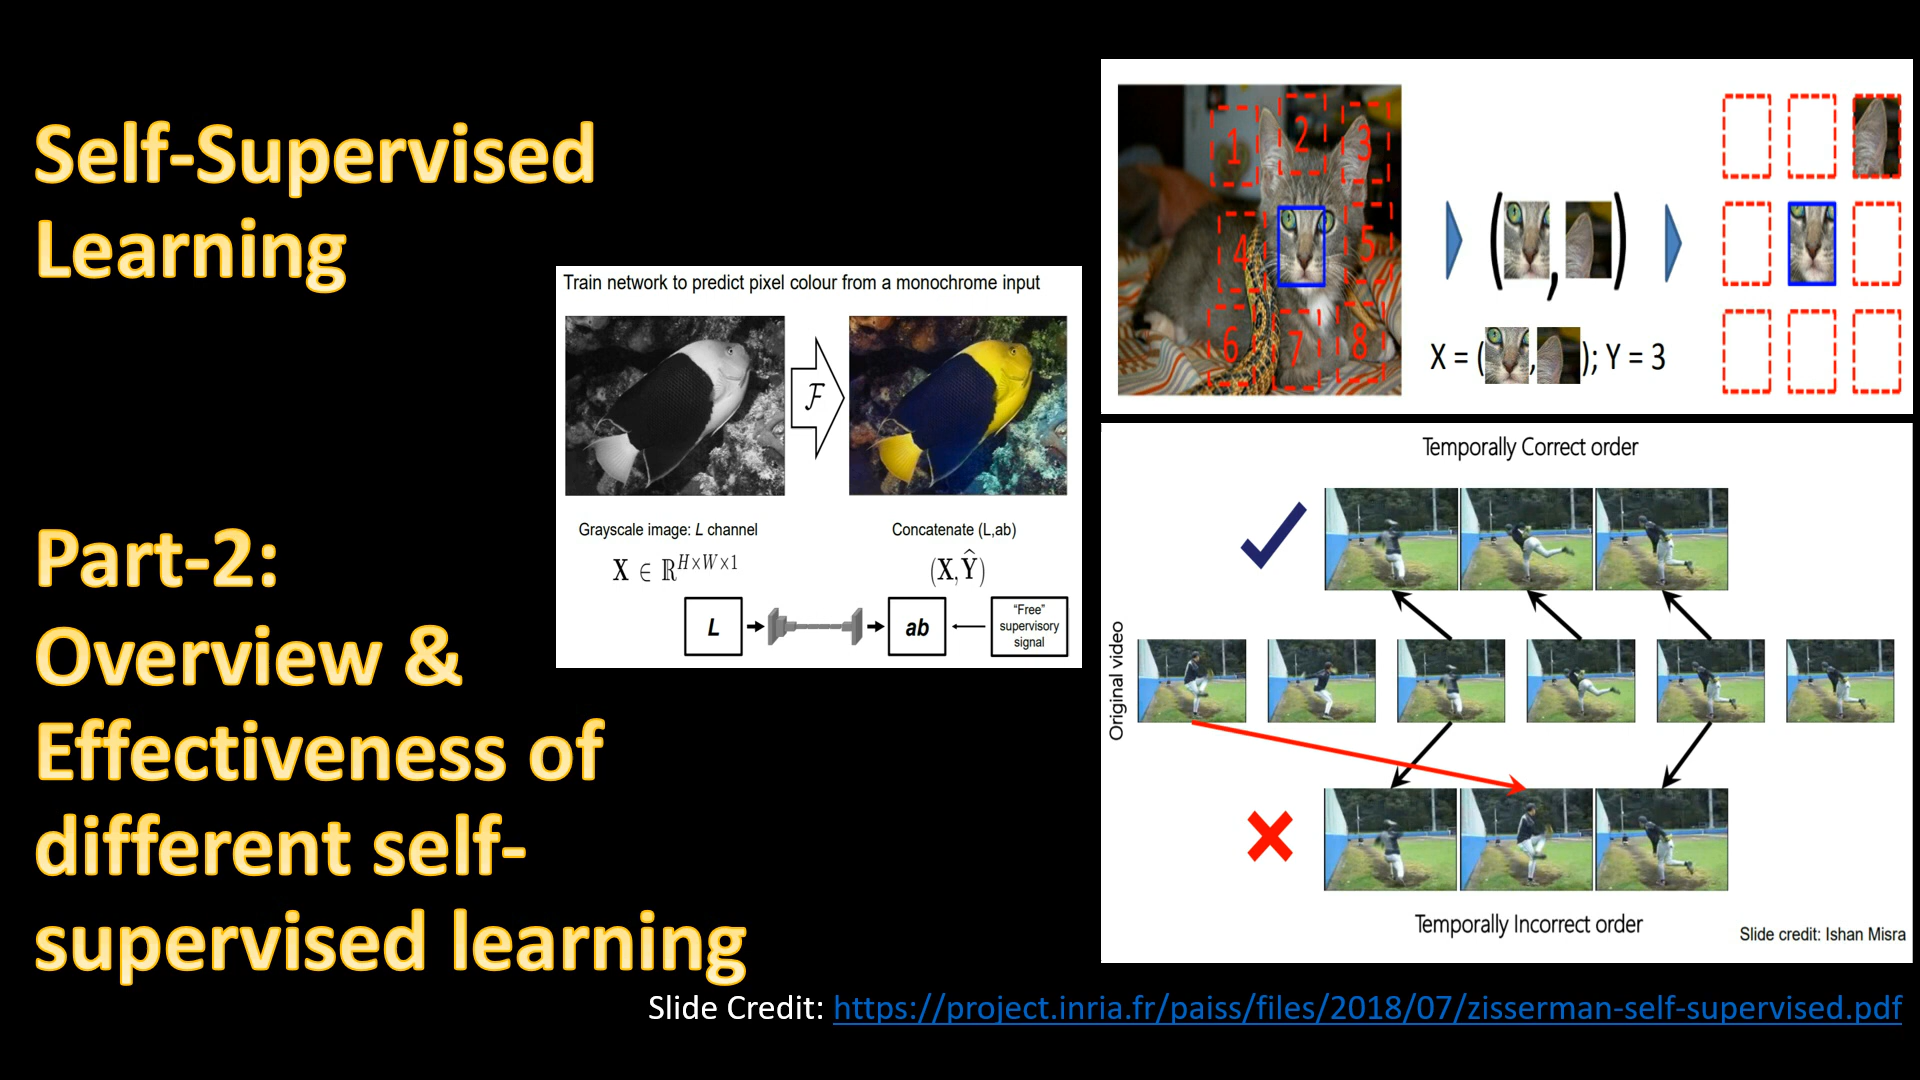 Self-Supervised
Learning
Part-2:
Overview &
Effectiveness of
different self-
supervised learning
Train network to predict pixel colour from a monochrome input
F
Grayscale image: L channel
Concatenate (L,ab)
X ∈ ℝ^{H×W×1}
(X, Ŷ)
L
ab
“Free”
supervisory
signal
1 2 3
4 5
6 7 8
( , )
X = ( , ); Y = 3
Temporally Correct order
Original video
Temporally Incorrect order
Slide credit: Ishan Misra
Slide Credit: https://project.inria.fr/paiss/files/2018/07/zisserman-self-supervised.pdf